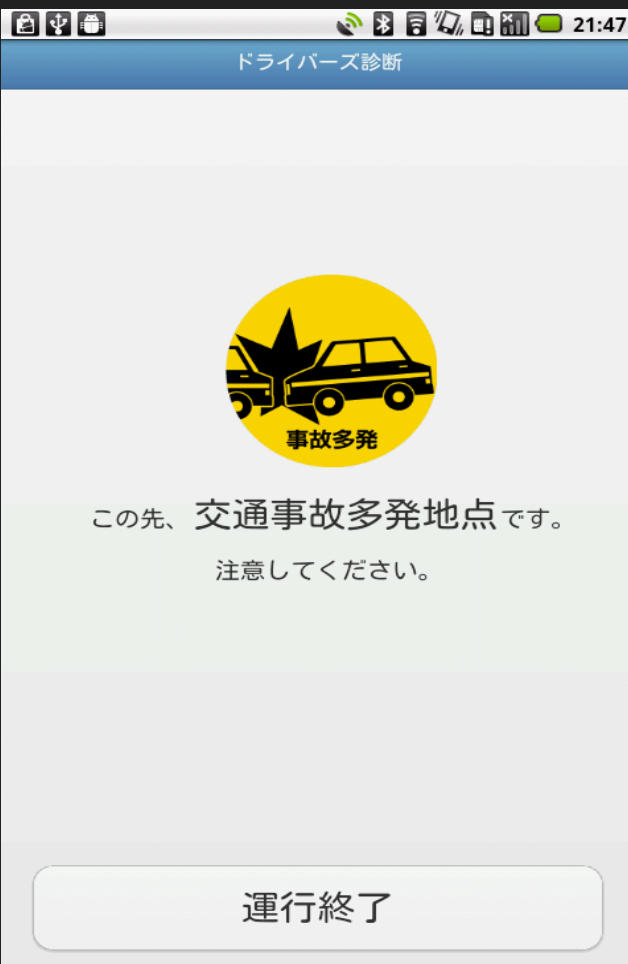 21:47
ドライバーズ診断
事故多発
この先、交通事故多発地点です。
注意してください。
運行終了